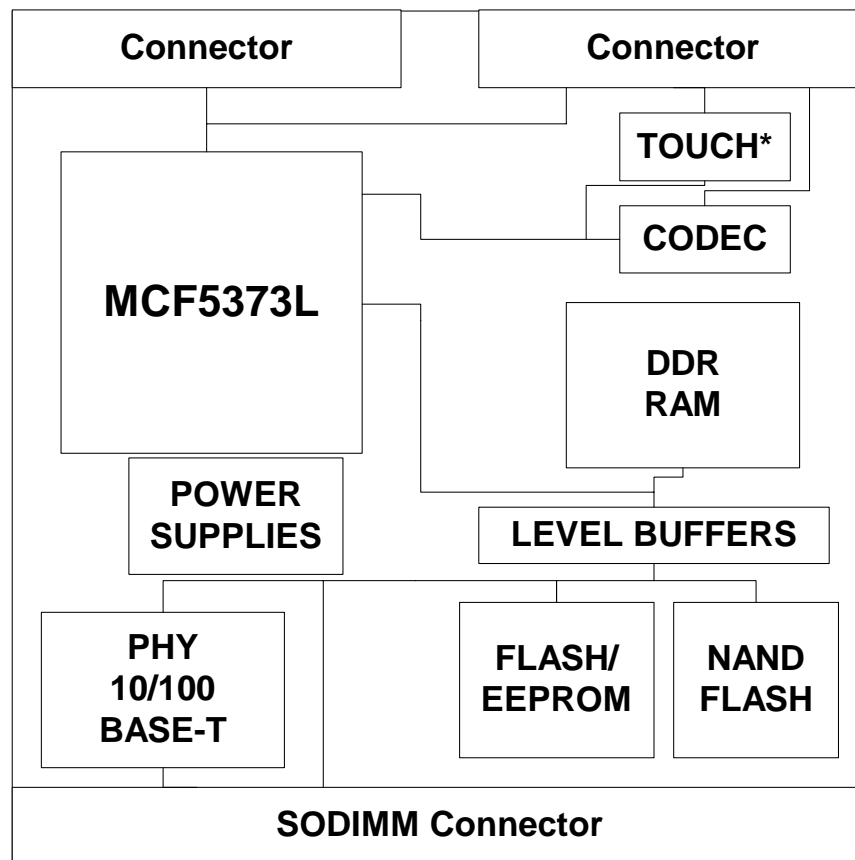 Connector
Connector
TOUCH*
CODEC
MCF5373L
DDR
RAM
POWER
SUPPLIES
LEVEL BUFFERS
PHY
10/100
BASE-T
FLASH/
EEPROM
NAND
FLASH
SODIMM Connector